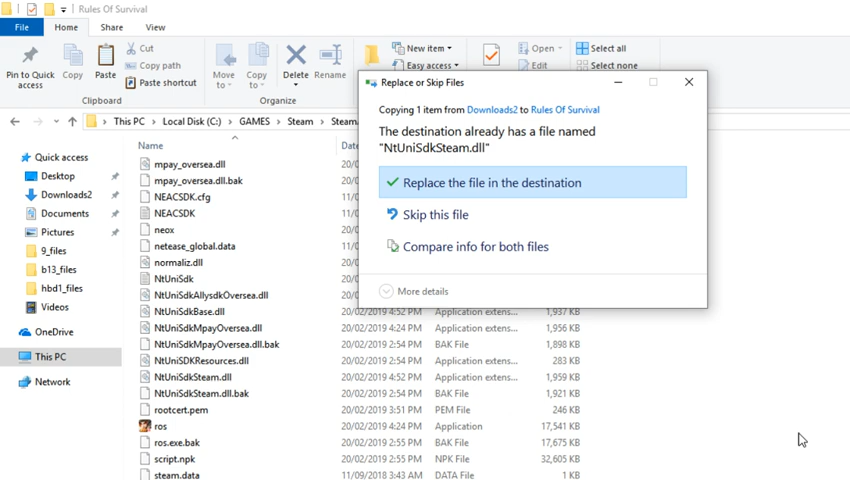 Rules Of Survival
File
Home
Share
View
Pin to Quick access
Copy
Paste
Cut
Copy path
Paste shortcut
Clipboard
Move to
Copy to
Delete
Rename
Organize
New item
Easy access
Open
Edit
Select all
Select none
This PC > Local Disk (C:) > GAMES > Steam > Steam
Quick access
Desktop
Downloads2
Documents
Pictures
9_files
b13_files
hbd1_files
Videos
OneDrive
This PC
Network
Name
mpay_oversea.dll
mpay_oversea.dll.bak
NEACSDK.cfg
NEACSDK
neox
netease_global.data
normaliz.dll
NtUniSdk
NtUniSdkAllysdkOversea.dll
NtUniSdkBase.dll 20/02/2019 4:52 PM Application extens... 1,937 KB
NtUniSdkMpayOversea.dll 20/02/2019 4:24 PM Application extens... 1,956 KB
NtUniSdkMpayOversea.dll.bak 20/02/2019 2:54 PM BAK File 1,898 KB
NtUniSDKResources.dll 20/02/2019 2:54 PM Application extens... 283 KB
NtUniSdkSteam.dll 20/02/2019 4:52 PM Application extens... 1,959 KB
NtUniSdkSteam.dll.bak 20/02/2019 2:54 PM BAK File 1,921 KB
rootcert.pem 20/02/2019 3:51 PM PEM File 246 KB
ros 20/02/2019 4:24 PM Application 17,541 KB
ros.exe.bak 20/02/2019 2:55 PM BAK File 17,675 KB
script.npk 20/02/2019 2:55 PM NPK File 32,605 KB
steam.data 11/09/2018 3:43 AM DATA File 1 KB
Replace or Skip Files
Copying 1 item from Downloads2 to Rules Of Survival
The destination already has a file named
"NtUniSdkSteam.dll"
Replace the file in the destination
Skip this file
Compare info for both files
More details